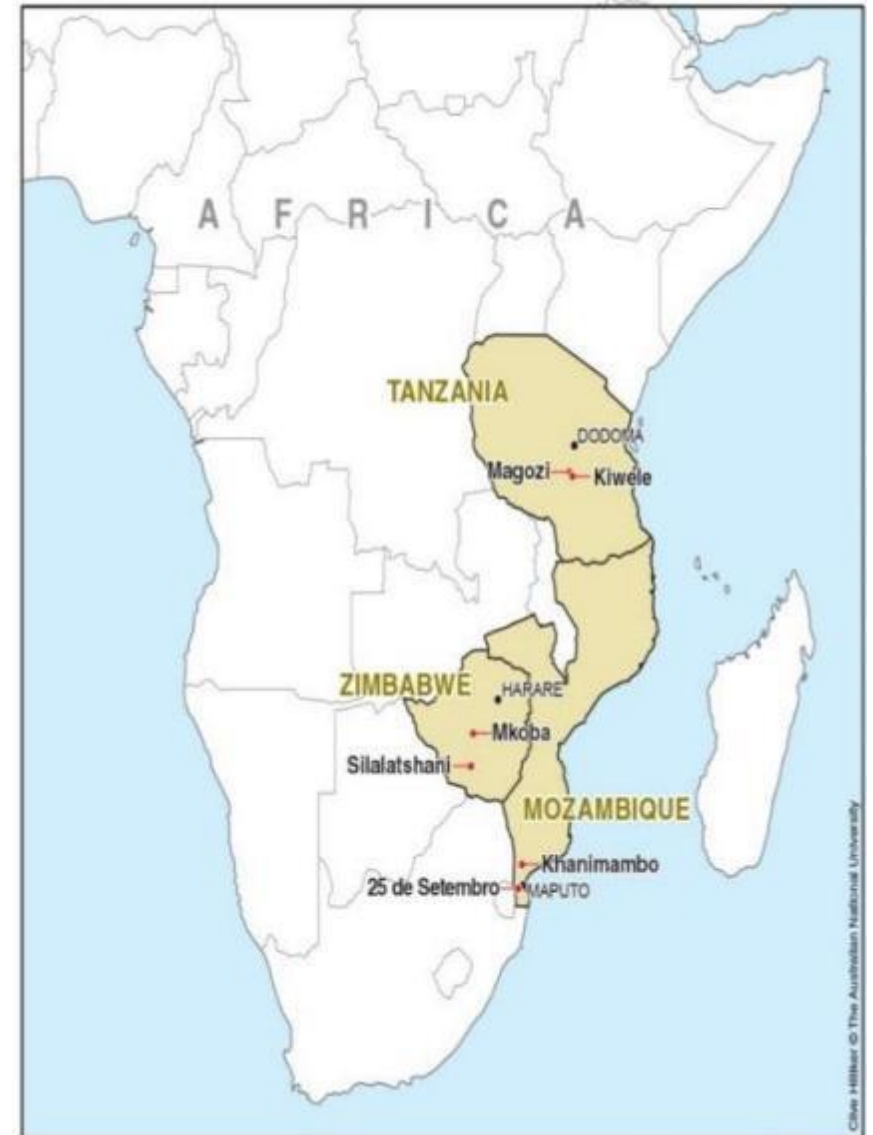 AFRICA
TANZANIA
DODOMA
Magozi
Kiwele
ZIMBABWE
HARARE
Mkoba
Silalatshani
MOZAMBIQUE
Khanimambo
25 de Setembro
MAPUTO
Clive Hilliker © The Australian National University